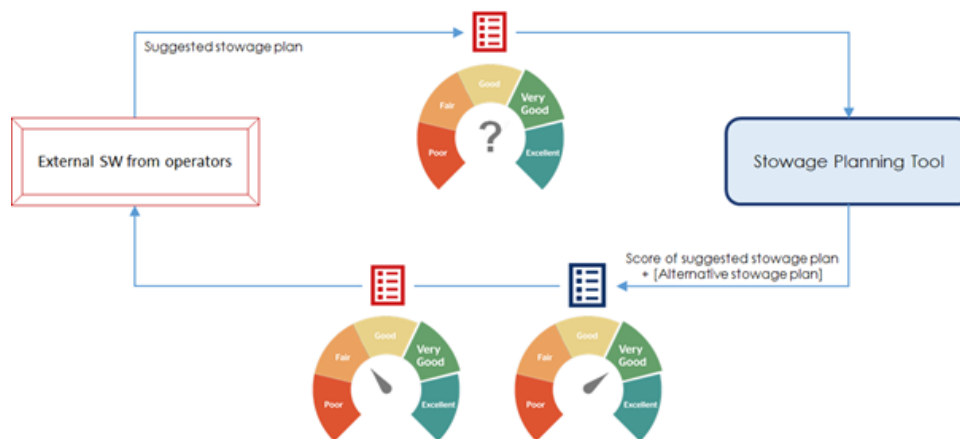 Suggested stowage plan
Good
Fair
Very
Good
?
Poor
Excellent
External SW from operators
Stowage Planning Tool
Score of suggested stowage plan
+ [Alternative stowage plan]
Good
Fair
Very
Good
Poor
Excellent
Good
Fair
Very
Good
Poor
Excellent